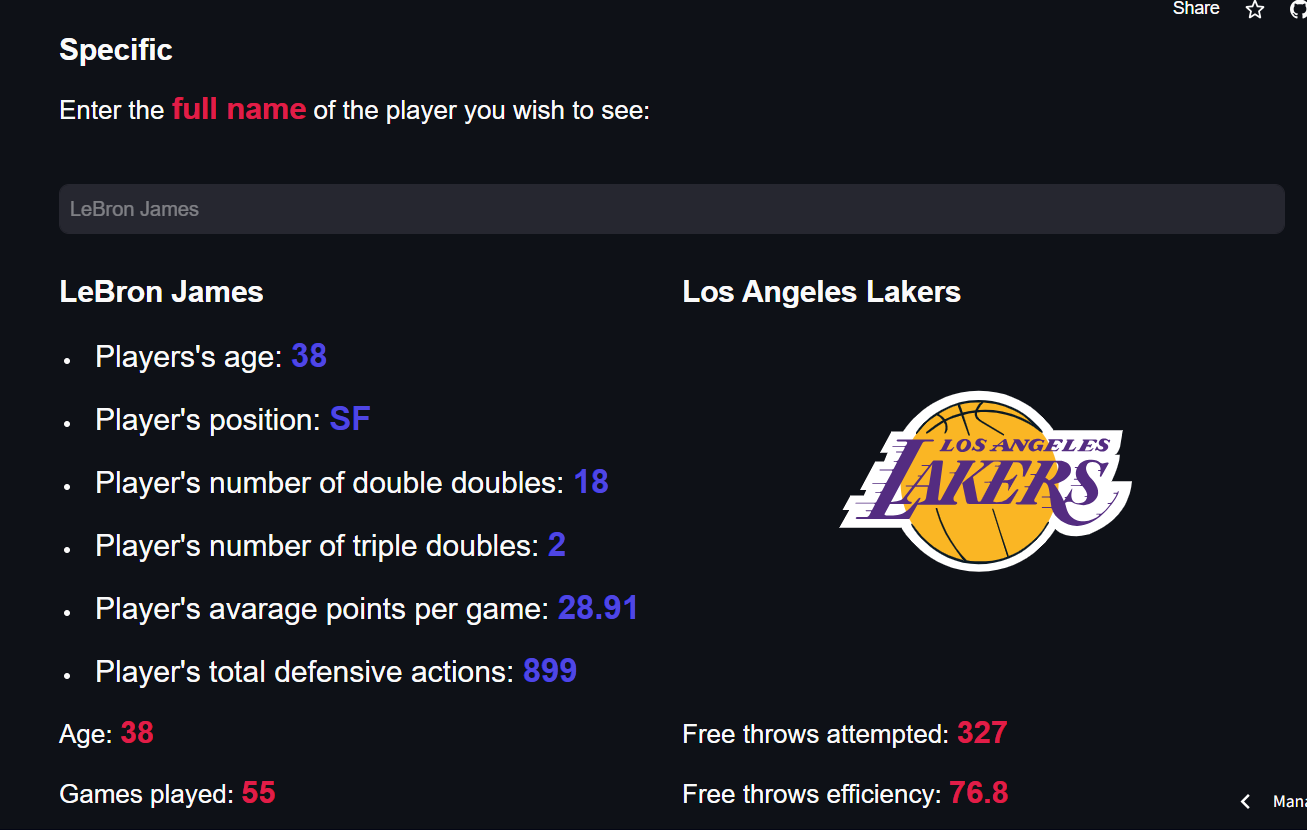 Share
Specific
Enter the full name of the player you wish to see:
LeBron James
LeBron James
Los Angeles Lakers
• Players's age: 38
• Player's position: SF
• Player's number of double doubles: 18
• Player's number of triple doubles: 2
• Player's avarage points per game: 28.91
• Player's total defensive actions: 899
LOS ANGELES
LAKERS
Age: 38
Free throws attempted: 327
Games played: 55
Free throws efficiency: 76.8
Mana